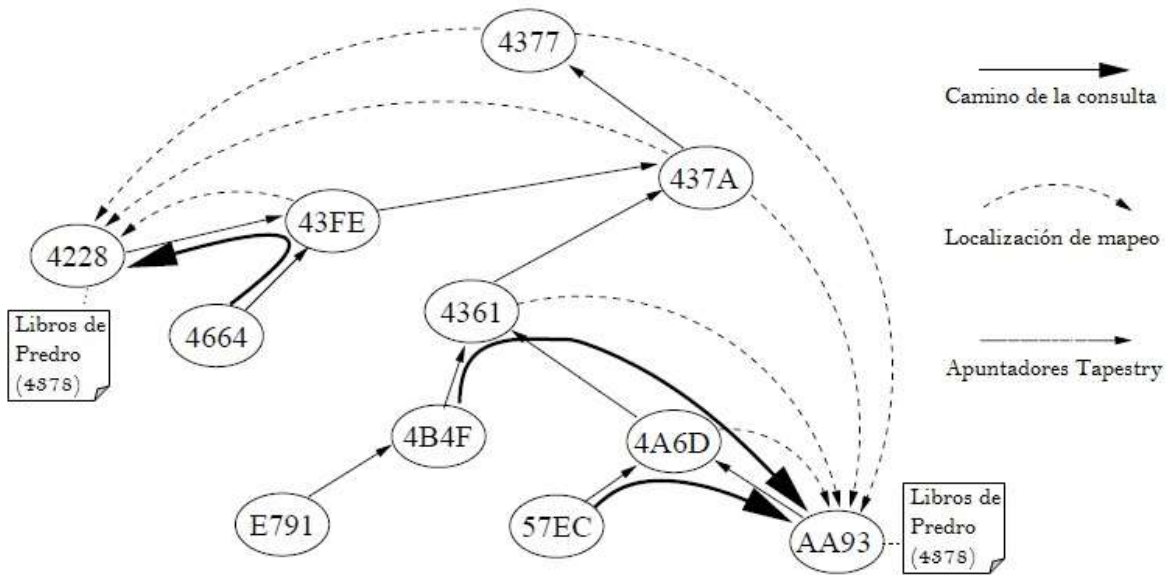 4377
Camino de la consulta
437A
43FE
Localización de mapeo
4228
4361
4664
Libros de
Predro
(4378)
Apuntadores Tapestry
4B4F
4A6D
E791
57EC
AA93
Libros de
Predro
(4378)